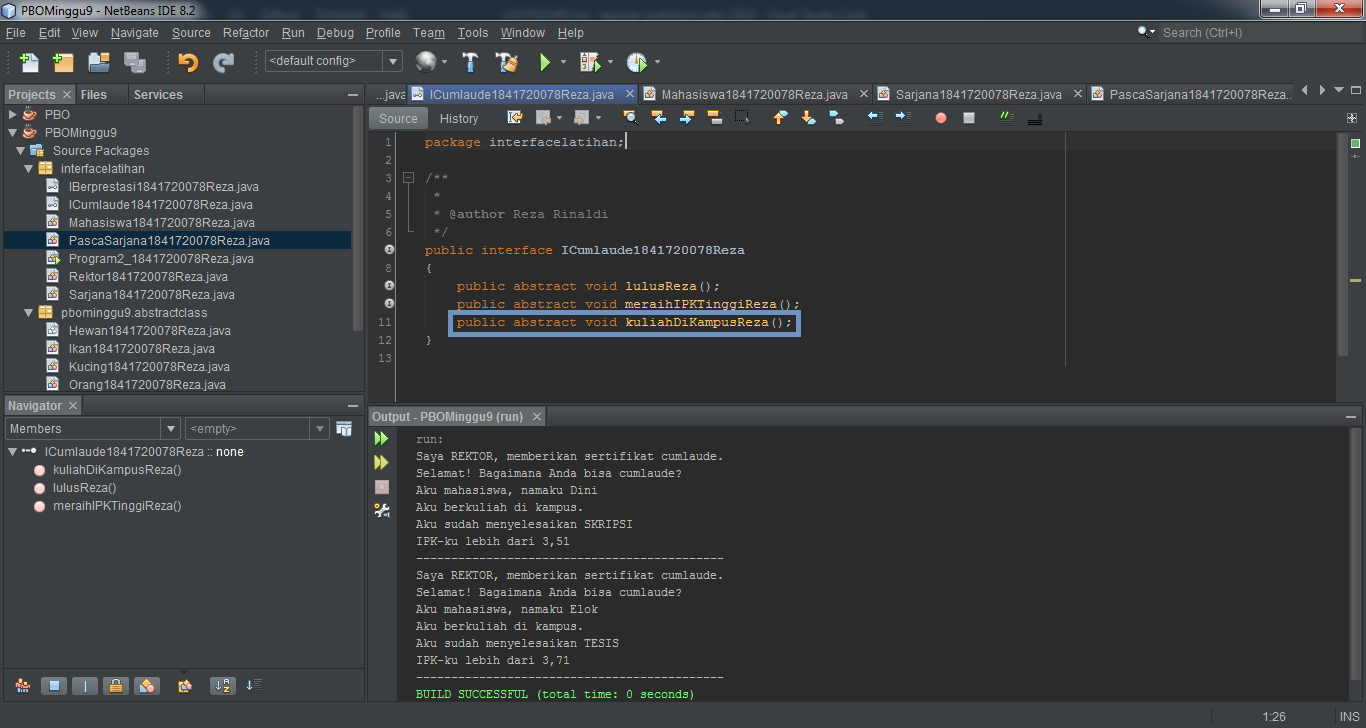 PBOMinggu9 - NetBeans IDE 8.2
File Edit View Navigate Source Refactor Run Debug Profile Team Tools Window Help
Search (Ctrl+I)
<default config>
Projects Files Services
PBO
PBOMinggu9
Source Packages
interfacelatihan
IBerprestasi1841720078Reza.java
ICumlaude1841720078Reza.java
Mahasiswa1841720078Reza.java
PascaSarjana1841720078Reza.java
Program2_1841720078Reza.java
Rektor1841720078Reza.java
Sarjana1841720078Reza.java
pbominggu9.abstractclass
Hewan1841720078Reza.java
Ikan1841720078Reza.java
Kucing1841720078Reza.java
Orang1841720078Reza.java
Navigator
Members <empty>
ICumlaude1841720078Reza :: none
kuliahDiKampusReza()
lulusReza()
meraihIPKTinggiReza()
...java ICumlaude1841720078Reza.java Mahasiswa1841720078Reza.java Sarjana1841720078Reza.java PascaSarjana1841720078Reza..
Source History
1 package interfacelatihan;
2
3 /**
4 *
5 * @author Reza Rinaldi
6 */
public interface ICumlaude1841720078Reza
8 {
public abstract void lulusReza();
public abstract void meraihIPKTinggiReza();
11 public abstract void kuliahDiKampusReza();
12 }
13
Output - PBOMinggu9 (run)
run:
Saya REKTOR, memberikan sertifikat cumlaude.
Selamat! Bagaimana Anda bisa cumlaude?
Aku mahasiswa, namaku Dini
Aku berkuliah di kampus.
Aku sudah menyelesaikan SKRIPSI
IPK-ku lebih dari 3,51
--------------------------------------------
Saya REKTOR, memberikan sertifikat cumlaude.
Selamat! Bagaimana Anda bisa cumlaude?
Aku mahasiswa, namaku Elok
Aku berkuliah di kampus.
Aku sudah menyelesaikan TESIS
IPK-ku lebih dari 3,71
--------------------------------------------
BUILD SUCCESSFUL (total time: 0 seconds)
1:26 INS